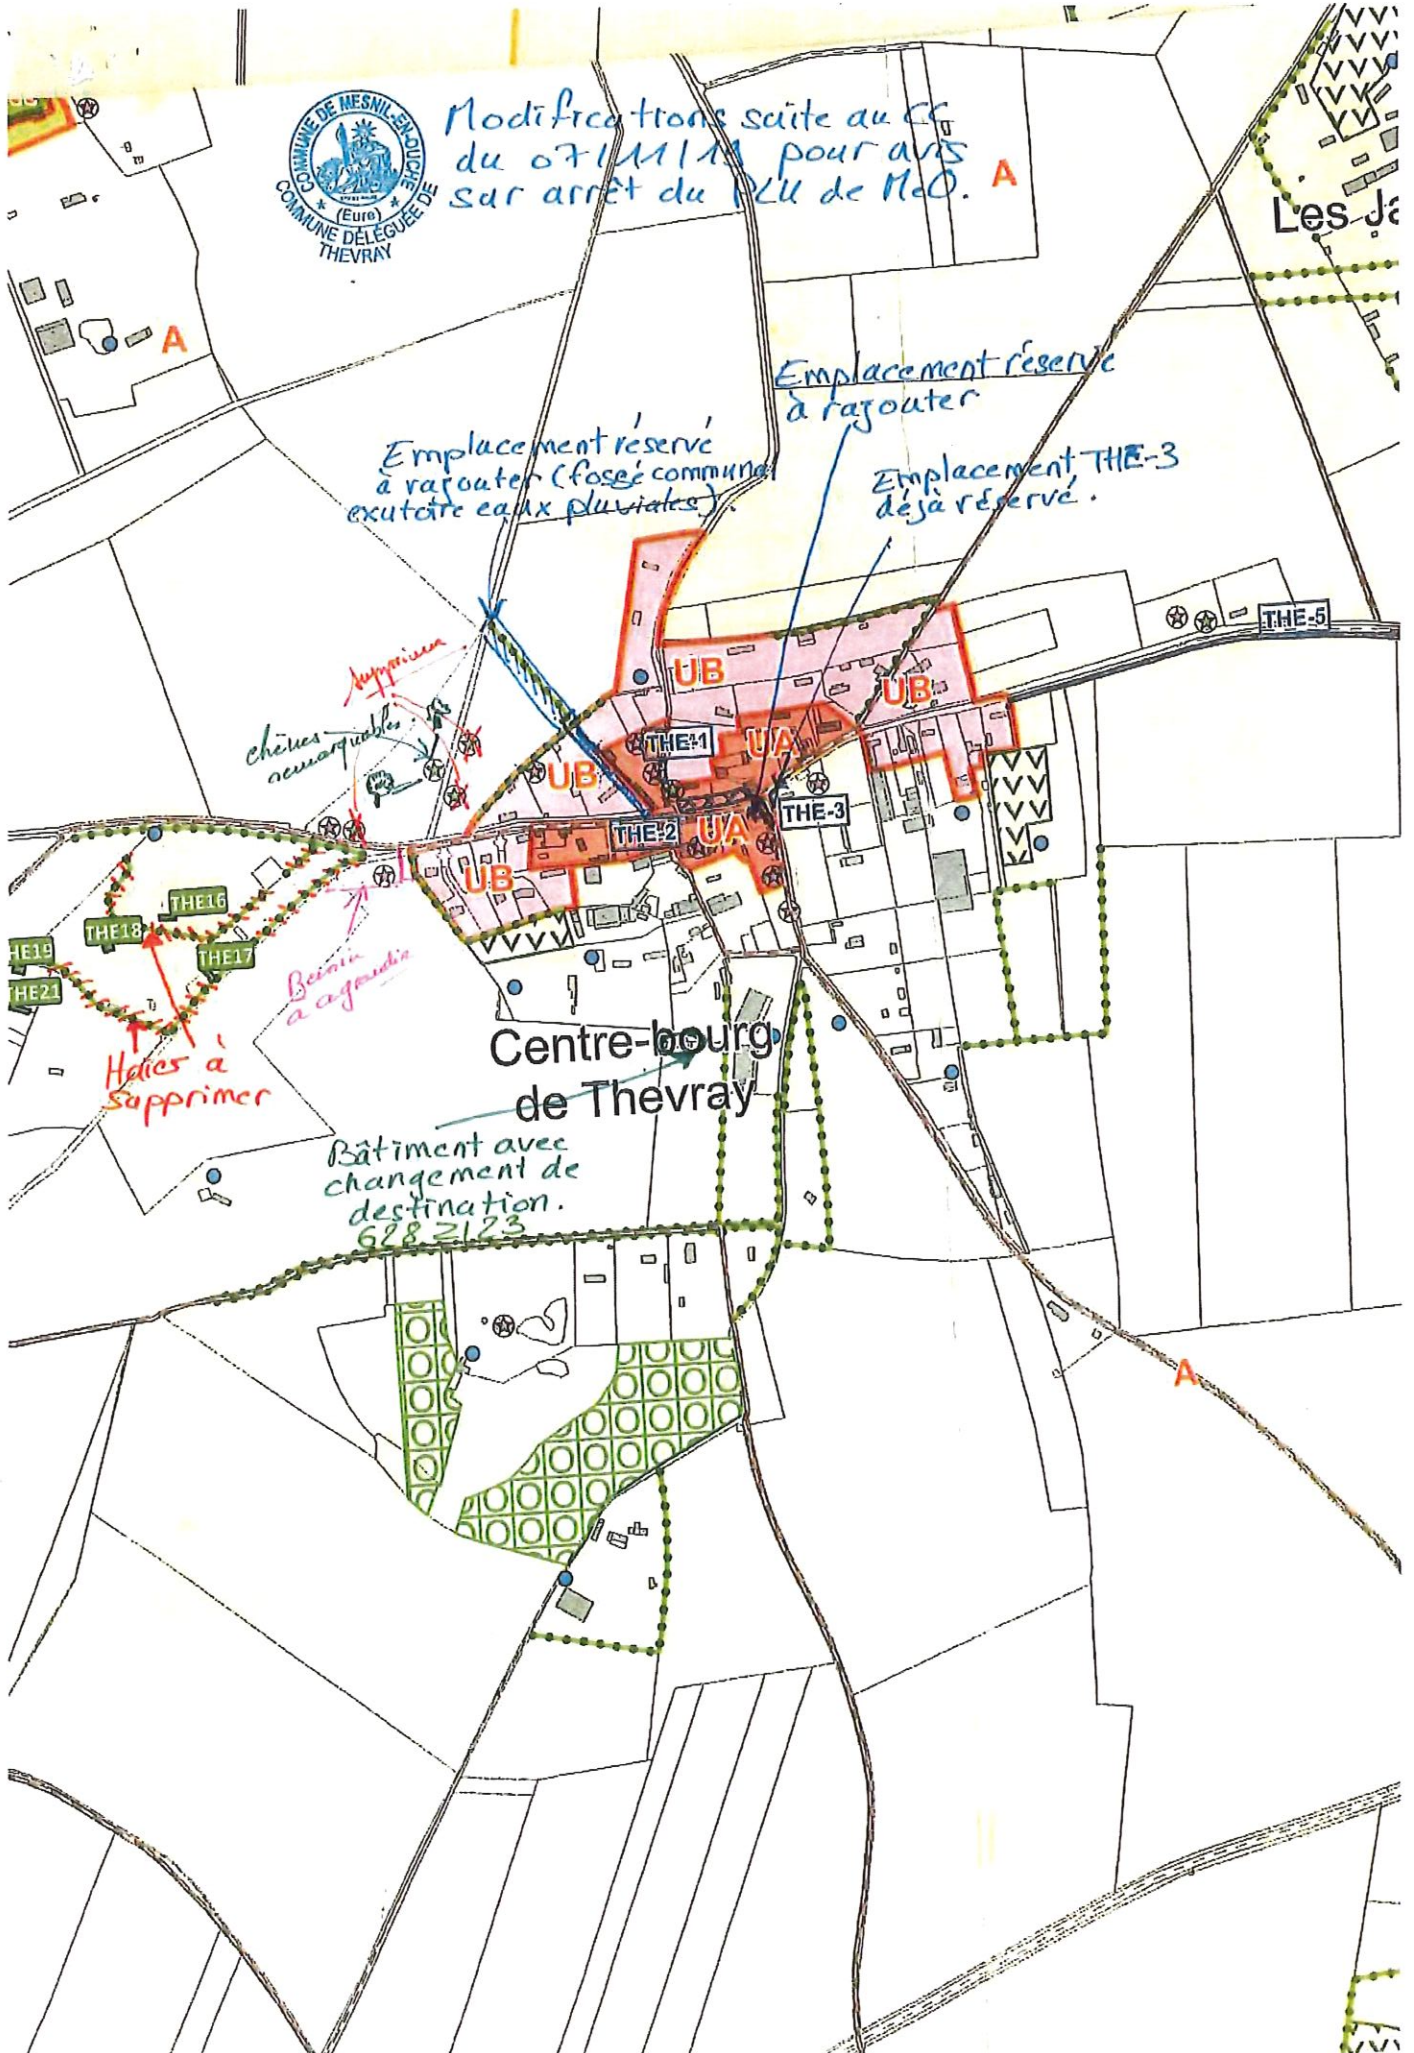 COMMUNE DE MESNIL-EN-OUCHE
(Eure)
COMMUNE DÉLÉGUÉE DE
THEVRAY
Modifications suite au CC
du 07/11/19 pour avis
sur arrêt du PLU de MeO.
A
Les Ja
A
Emplacement réservé
à rajouter
Emplacement réservé
à rajouter (fossé communal
exutoire eaux pluviales).
Emplacement THE-3
déjà réservé.
THE-5
UB
UB
Supprimer
chênes
remarquables.
THE-1
UA
UB
THE-2
UA
THE-3
UB
THE16
THE18
THE17
HE19
HE21
Bassin
à agrandir
Haies à
supprimer
Centre-bourg
de Thevray
Bâtiment avec
changement de
destination.
628 Z123
A